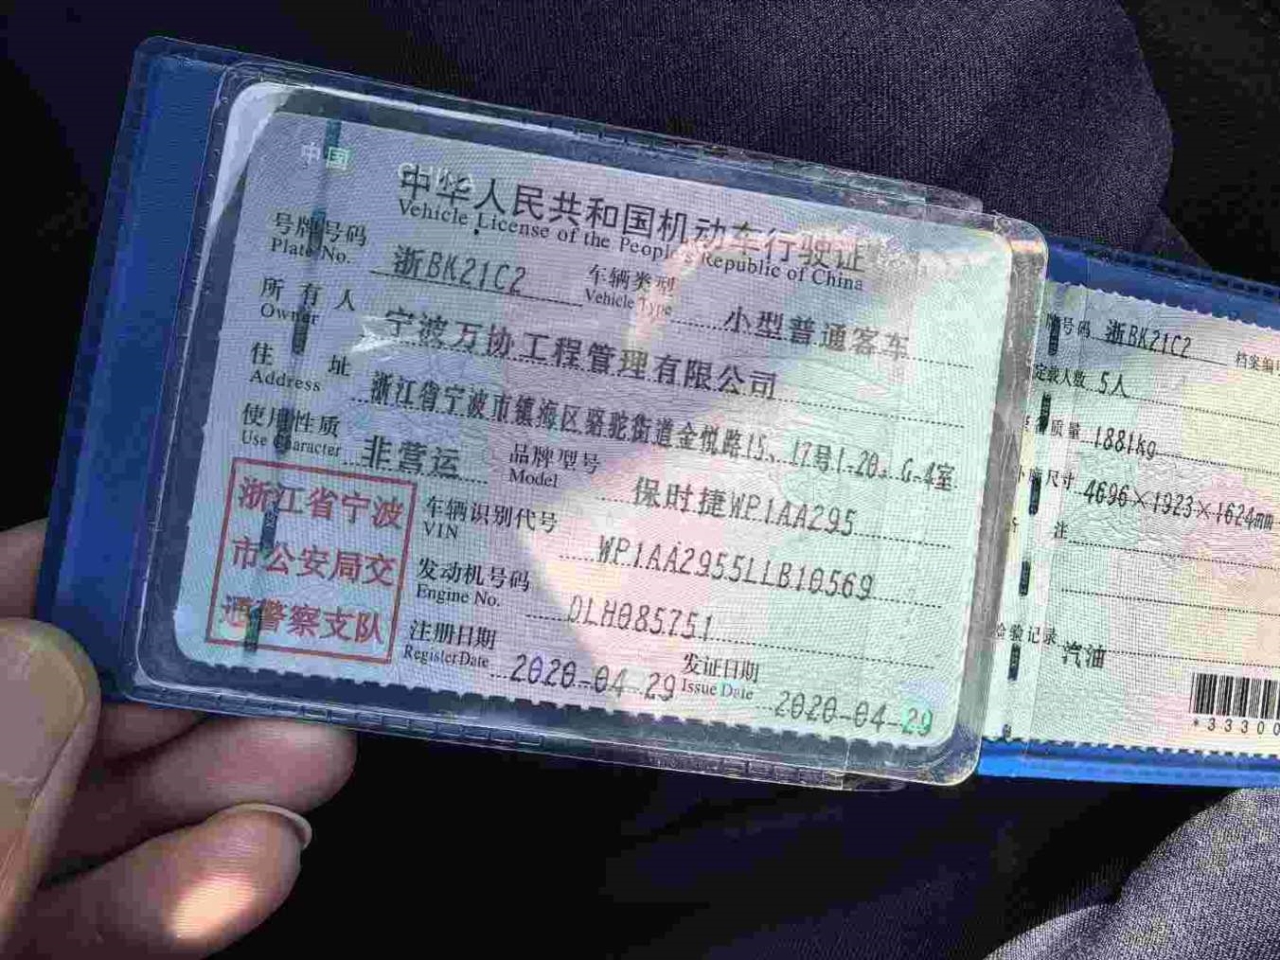 中国 CHINA
中华人民共和国机动车行驶证
Vehicle License of the People's Republic of China
号牌号码
Plate No.
浙BK21C2
车辆类型
Vehicle Type
小型普通客车
所有人
Owner
宁波万协工程管理有限公司
住址
Address
浙江省宁波市镇海区骆驼街道金悦路15、17号1-20、G-4室
使用性质
Use Character
非营运
品牌型号
Model
保时捷WP1AA295
浙江省宁波
市公安局交
通警察支队
车辆识别代号
VIN
WP1AA2955LLB10569
发动机号码
Engine No.
DLH085751
注册日期
Register Date
2020-04-29
发证日期
Issue Date
2020-04-29
牌号码 浙BK21C2 档案编
定载人数 5人
质量 1881kg
尺寸 4696×1923×1624mm
注
检验记录 汽油
*33300